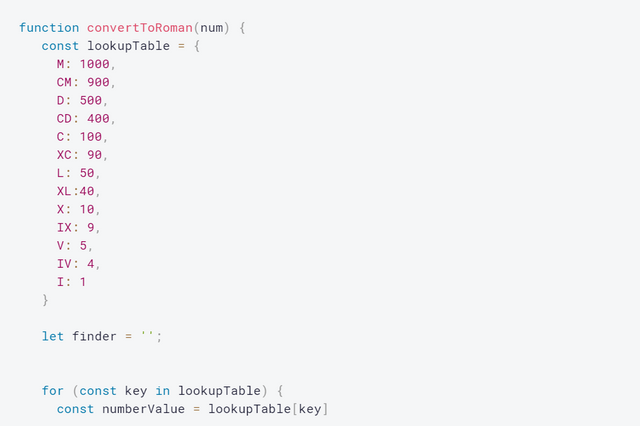 function convertToRoman(num) {
const lookupTable = {
M: 1000,
CM: 900,
D: 500,
CD: 400,
C: 100,
XC: 90,
L: 50,
XL:40,
X: 10,
IX: 9,
V: 5,
IV: 4,
I: 1
}
let finder = '';
for (const key in lookupTable) {
const numberValue = lookupTable[key]